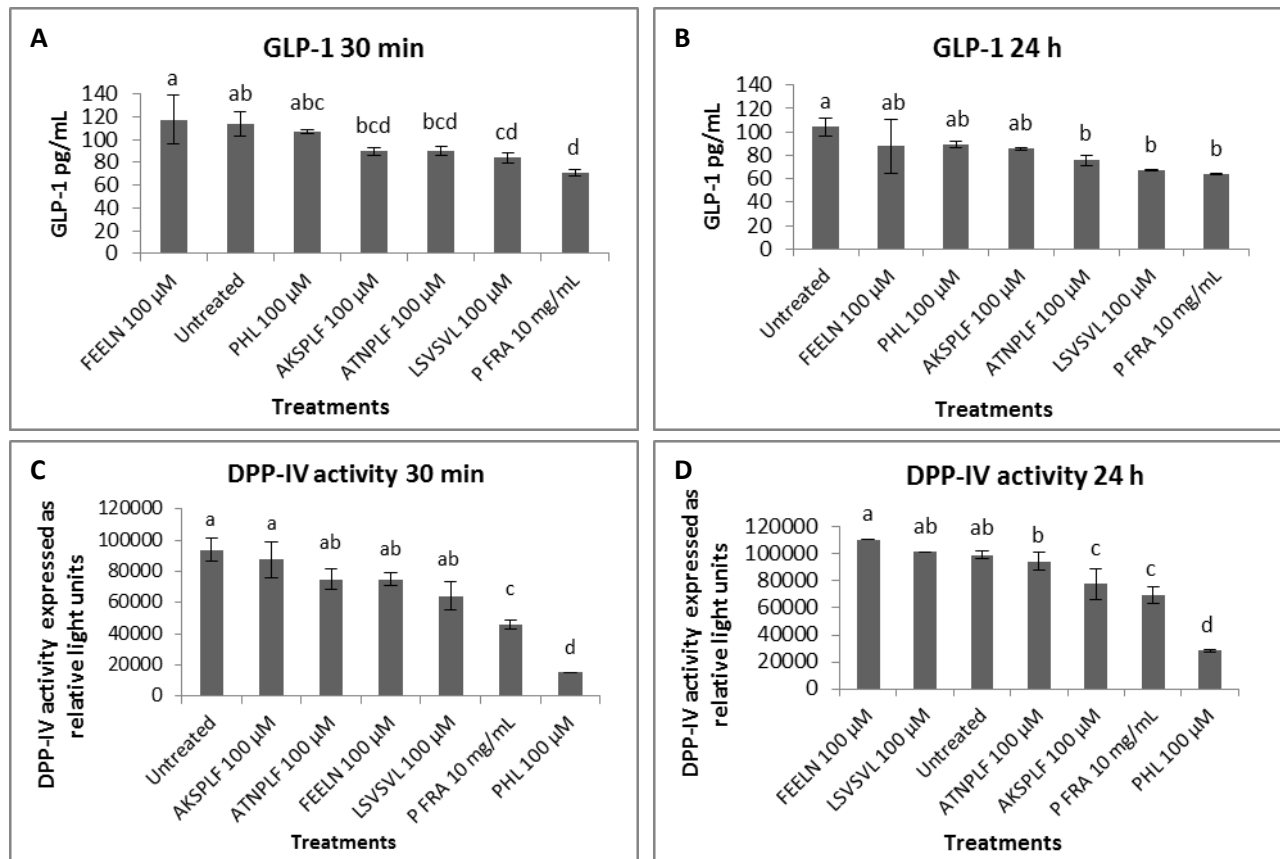 A
GLP-1 30 min
a
ab
abc
bcd
bcd
cd
d
GLP-1 pg/mL
140
120
100
80
60
40
20
0
FEELN 100 µM
Untreated
PHL 100 µM
AKSPLF 100 µM
ATNPLF 100 µM
LSVSVL 100 µM
P FRA 10 mg/mL
Treatments
B
GLP-1 24 h
a
ab
ab
ab
b
b
b
GLP-1 pg/mL
140
120
100
80
60
40
20
0
Untreated
FEELN 100 µM
PHL 100 µM
AKSPLF 100 µM
ATNPLF 100 µM
LSVSVL 100 µM
P FRA 10 mg/mL
Treatments
C
DPP-IV activity 30 min
a
a
ab
ab
ab
c
d
DPP-IV activity expressed as
relative light units
120000
100000
80000
60000
40000
20000
0
Untreated
AKSPLF 100 µM
ATNPLF 100 µM
FEELN 100 µM
LSVSVL 100 µM
P FRA 10 mg/mL
PHL 100 µM
Treatments
D
DPP-IV activity 24 h
a
ab
ab
b
c
c
d
DPP-IV activity expressed as
relative light units
120000
100000
80000
60000
40000
20000
0
FEELN 100 µM
LSVSVL 100 µM
Untreated
ATNPLF 100 µM
AKSPLF 100 µM
P FRA 10 mg/mL
PHL 100 µM
Treatments